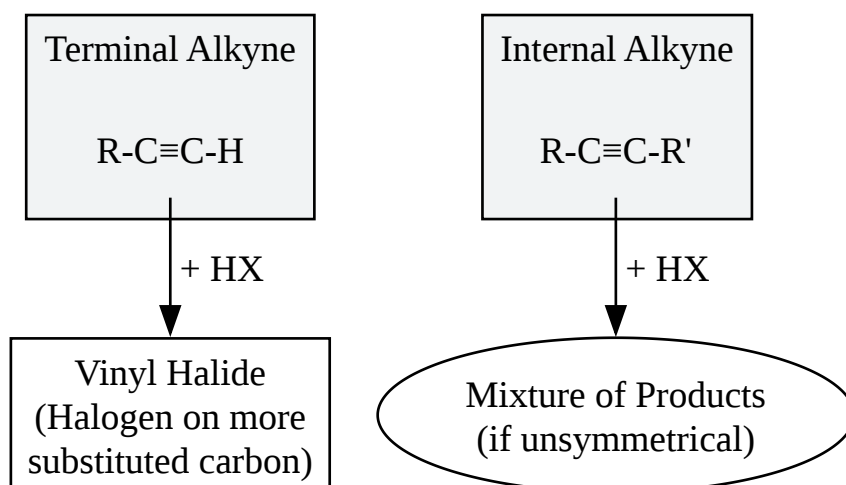 Terminal Alkyne
R-C≡C-H
+ HX
Vinyl Halide
(Halogen on more
substituted carbon)
Internal Alkyne
R-C≡C-R'
+ HX
Mixture of Products
(if unsymmetrical)